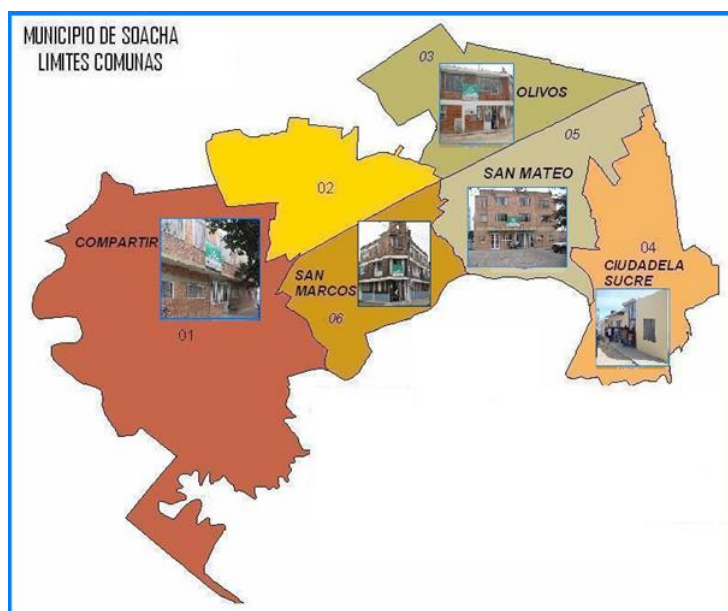 MUNICIPIO DE SOACHA
LIMITES COMUNAS
03
OLIVOS
05
SAN MATEO
02
COMPARTIR
04
CIUDADELA
SUCRE
SAN
MARCOS
06
01